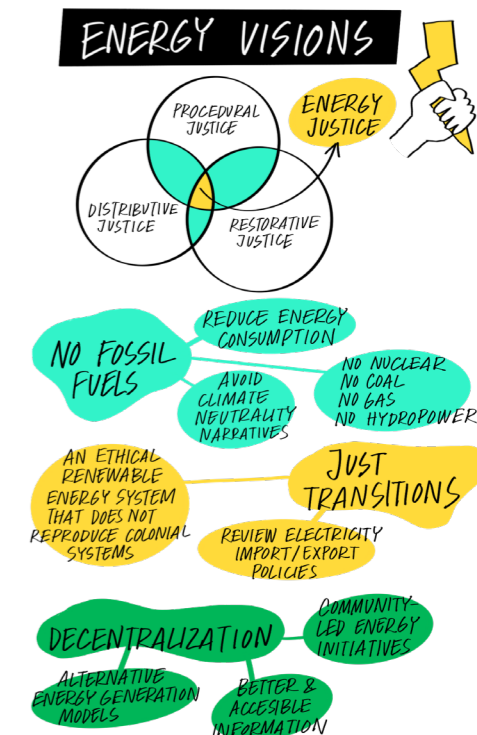 ENERGY VISIONS
PROCEDURAL
JUSTICE
ENERGY
JUSTICE
DISTRIBUTIVE
JUSTICE
RESTORATIVE
JUSTICE
NO FOSSIL
FUELS
REDUCE ENERGY
CONSUMPTION
AVOID
CLIMATE
NEUTRALITY
NARRATIVES
NO NUCLEAR
NO COAL
NO GAS
NO HYDROPOWER
AN ETHICAL
RENEWABLE
ENERGY SYSTEM
THAT DOES NOT
REPRODUCE COLONIAL
SYSTEMS
JUST
TRANSITIONS
REVIEW ELECTRICITY
IMPORT/EXPORT
POLICIES
DECENTRALIZATION
COMMUNITY-
LED ENERGY
INITIATIVES
ALTERNATIVE
ENERGY GENERATION
MODELS
BETTER &
ACCESIBLE
INFORMATION